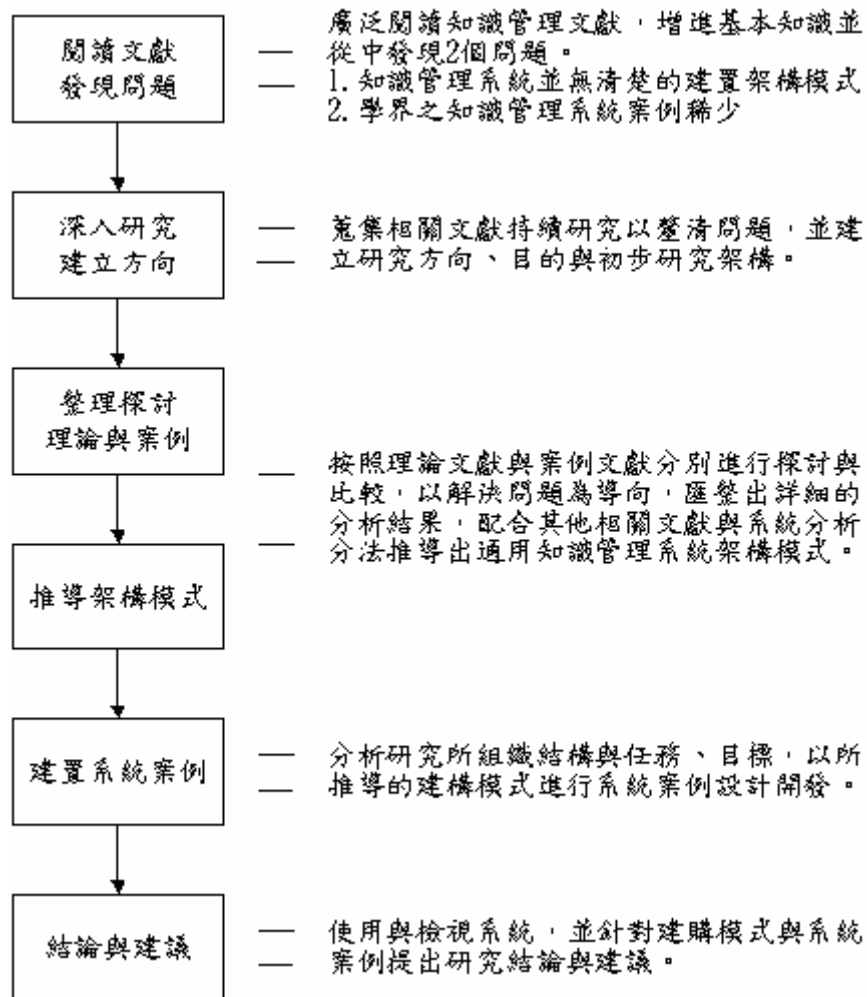 閱讀文獻
發現問題
廣泛閱讀知識管理文獻，增進基本知識並
從中發現2個問題。
1. 知識管理系統並無清楚的建置架構模式
2. 學界之知識管理系統案例稀少
深入研究
建立方向
蒐集相關文獻持續研究以釐清問題，並建
立研究方向、目的與初步研究架構。
整理探討
理論與案例
按照理論文獻與案例文獻分別進行探討與
比較，以解決問題為導向，匯整出詳細的
分析結果，配合其他相關文獻與系統分析
分法推導出通用知識管理系統架構模式。
推導架構模式
建置系統案例
分析研究所組織結構與任務、目標，以所
推導的建構模式進行系統案例設計開發。
結論與建議
使用與檢視系統，並針對建購模式與系統
案例提出研究結論與建議。